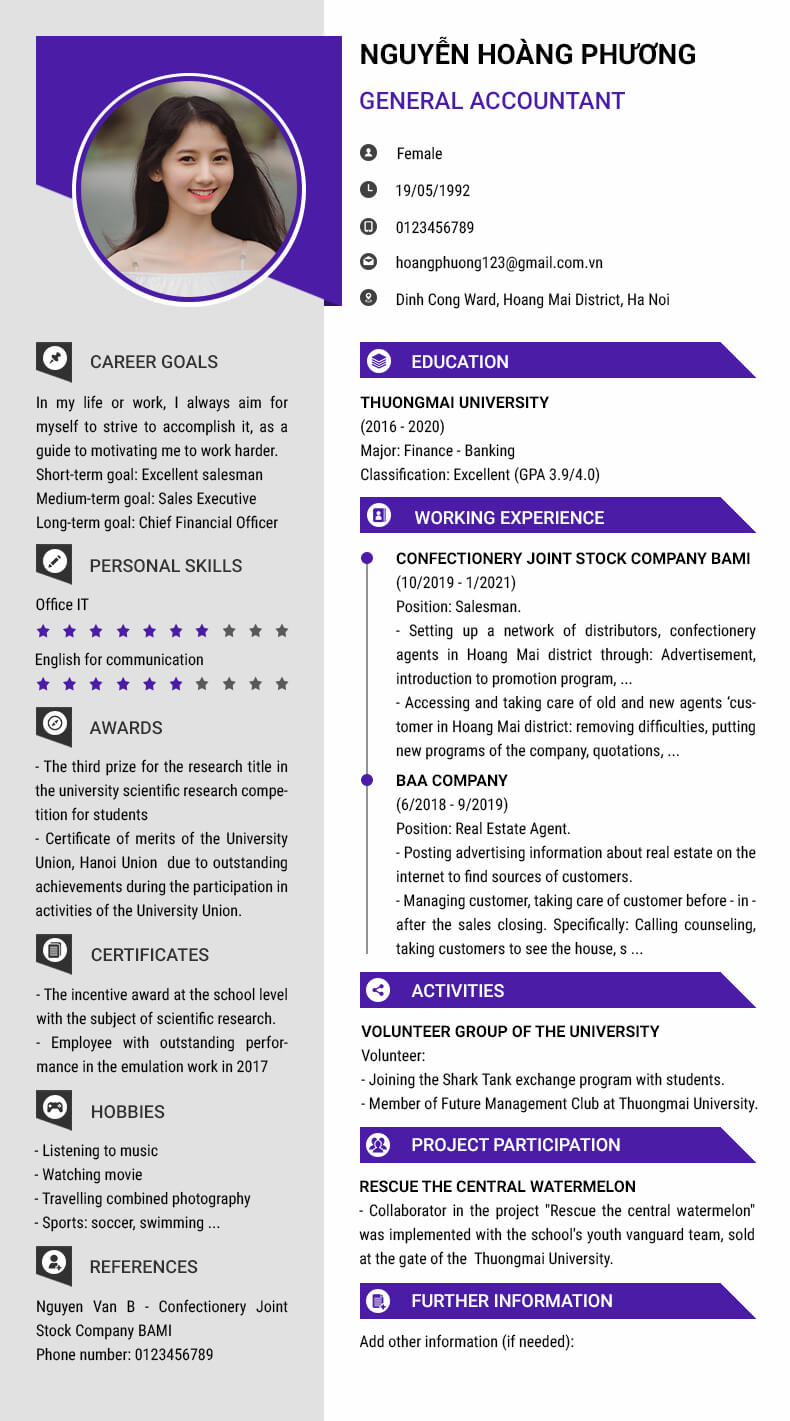 NGUYỄN HOÀNG PHƯƠNG
GENERAL ACCOUNTANT
Female
19/05/1992
0123456789
hoangphuong123@gmail.com.vn
Dinh Cong Ward, Hoang Mai District, Ha Noi
CAREER GOALS
In my life or work, I always aim for
myself to strive to accomplish it, as a
guide to motivating me to work harder.
Short-term goal: Excellent salesman
Medium-term goal: Sales Executive
Long-term goal: Chief Financial Officer
PERSONAL SKILLS
Office IT
English for communication
AWARDS
- The third prize for the research title in
the university scientific research compe-
tition for students
- Certificate of merits of the University
Union, Hanoi Union due to outstanding
achievements during the participation in
activities of the University Union.
CERTIFICATES
- The incentive award at the school level
with the subject of scientific research.
- Employee with outstanding perfor-
mance in the emulation work in 2017
HOBBIES
- Listening to music
- Watching movie
- Travelling combined photography
- Sports: soccer, swimming ...
REFERENCES
Nguyen Van B - Confectionery Joint
Stock Company BAMI
Phone number: 0123456789
EDUCATION
THUONGMAI UNIVERSITY
(2016 - 2020)
Major: Finance - Banking
Classification: Excellent (GPA 3.9/4.0)
WORKING EXPERIENCE
CONFECTIONERY JOINT STOCK COMPANY BAMI
(10/2019 - 1/2021)
Position: Salesman.
- Setting up a network of distributors, confectionery
agents in Hoang Mai district through: Advertisement,
introduction to promotion program, ...
- Accessing and taking care of old and new agents ‘cus-
tomer in Hoang Mai district: removing difficulties, putting
new programs of the company, quotations, ...
BAA COMPANY
(6/2018 - 9/2019)
Position: Real Estate Agent.
- Posting advertising information about real estate on the
internet to find sources of customers.
- Managing customer, taking care of customer before - in -
after the sales closing. Specifically: Calling counseling,
taking customers to see the house, s ...
ACTIVITIES
VOLUNTEER GROUP OF THE UNIVERSITY
Volunteer:
- Joining the Shark Tank exchange program with students.
- Member of Future Management Club at Thuongmai University.
PROJECT PARTICIPATION
RESCUE THE CENTRAL WATERMELON
- Collaborator in the project "Rescue the central watermelon"
was implemented with the school's youth vanguard team, sold
at the gate of the Thuongmai University.
FURTHER INFORMATION
Add other information (if needed):